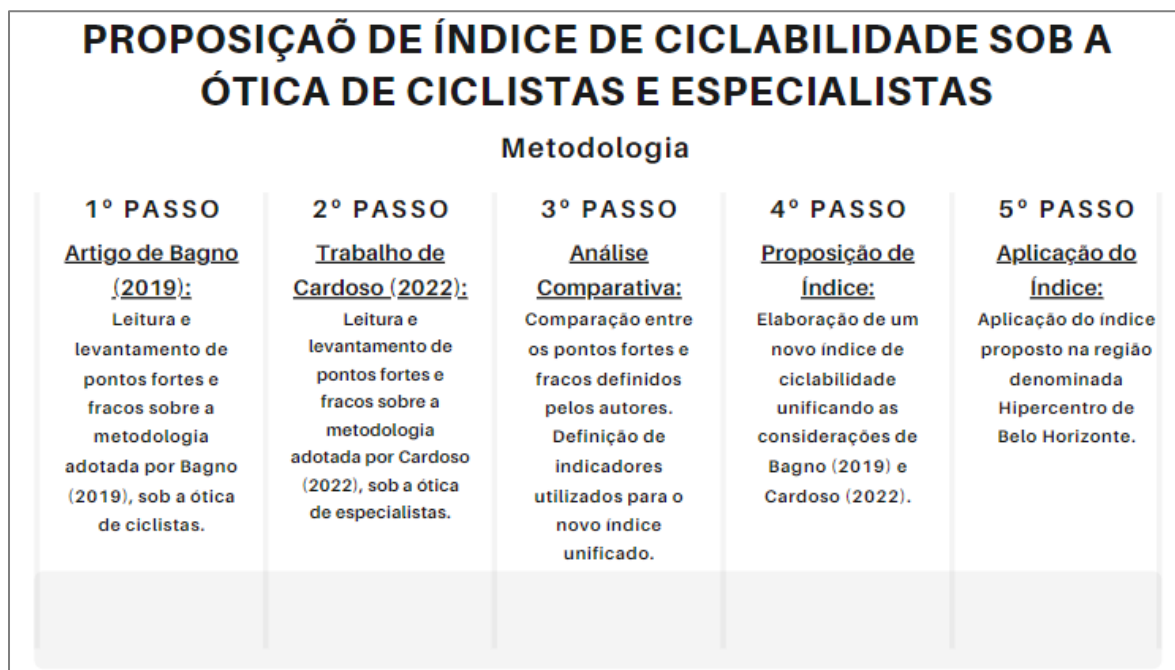 PROPOSIÇAÕ DE ÍNDICE DE CICLABILIDADE SOB A
ÓTICA DE CICLISTAS E ESPECIALISTAS
Metodologia
1º PASSO
Artigo de Bagno
(2019):
Leitura e
levantamento de
pontos fortes e
fracos sobre a
metodologia
adotada por Bagno
(2019), sob a ótica
de ciclistas.
2º PASSO
Trabalho de
Cardoso (2022):
Leitura e
levantamento de
pontos fortes e
fracos sobre a
metodologia
adotada por Cardoso
(2022), sob a ótica
de especialistas.
3º PASSO
Análise
Comparativa:
Comparação entre
os pontos fortes e
fracos definidos
pelos autores.
Definição de
indicadores
utilizados para o
novo índice
unificado.
4º PASSO
Proposição de
Índice:
Elaboração de um
novo índice de
ciclabilidade
unificando as
considerações de
Bagno (2019) e
Cardoso (2022).
5º PASSO
Aplicação do
Índice:
Aplicação do índice
proposto na região
denominada
Hipercentro de
Belo Horizonte.